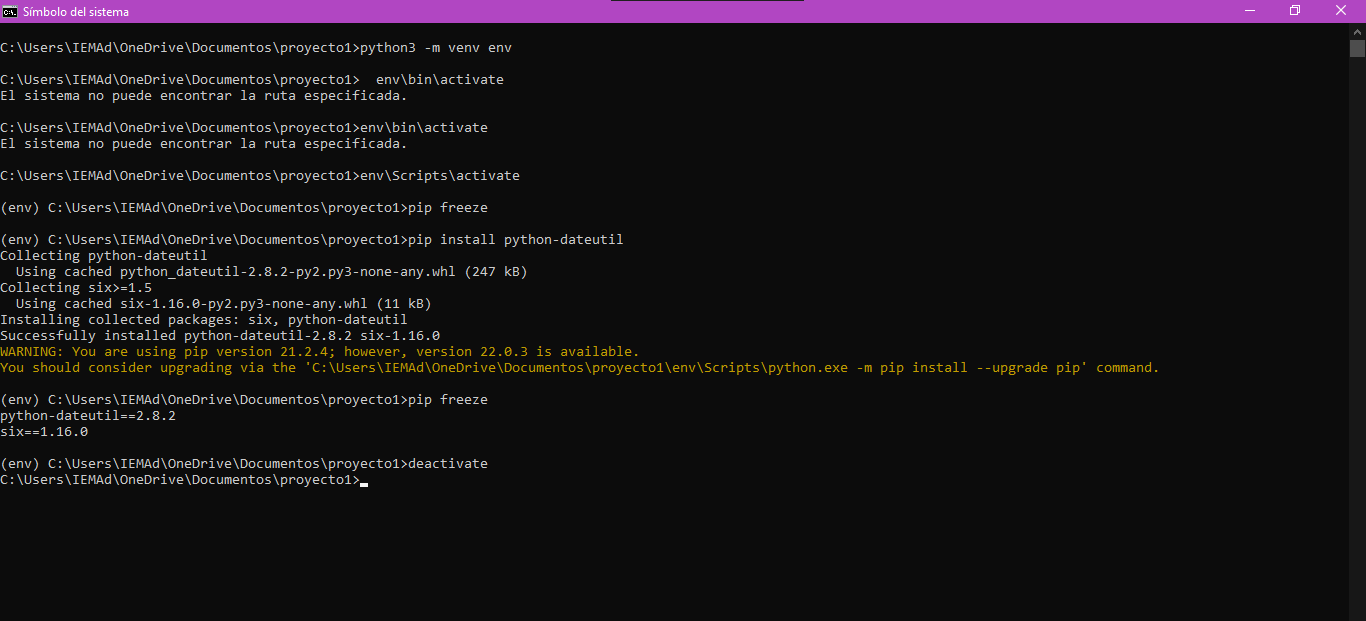 Símbolo del sistema
C:\Users\IEMAd\OneDrive\Documentos\proyecto1>python3 -m venv env
C:\Users\IEMAd\OneDrive\Documentos\proyecto1>  env\bin\activate
El sistema no puede encontrar la ruta especificada.
C:\Users\IEMAd\OneDrive\Documentos\proyecto1>env\bin\activate
El sistema no puede encontrar la ruta especificada.
C:\Users\IEMAd\OneDrive\Documentos\proyecto1>env\Scripts\activate
(env) C:\Users\IEMAd\OneDrive\Documentos\proyecto1>pip freeze
(env) C:\Users\IEMAd\OneDrive\Documentos\proyecto1>pip install python-dateutil
Collecting python-dateutil
  Using cached python_dateutil-2.8.2-py2.py3-none-any.whl (247 kB)
Collecting six>=1.5
  Using cached six-1.16.0-py2.py3-none-any.whl (11 kB)
Installing collected packages: six, python-dateutil
Successfully installed python-dateutil-2.8.2 six-1.16.0
WARNING: You are using pip version 21.2.4; however, version 22.0.3 is available.
You should consider upgrading via the 'C:\Users\IEMAd\OneDrive\Documentos\proyecto1\env\Scripts\python.exe -m pip install --upgrade pip' command.
(env) C:\Users\IEMAd\OneDrive\Documentos\proyecto1>pip freeze
python-dateutil==2.8.2
six==1.16.0
(env) C:\Users\IEMAd\OneDrive\Documentos\proyecto1>deactivate
C:\Users\IEMAd\OneDrive\Documentos\proyecto1>